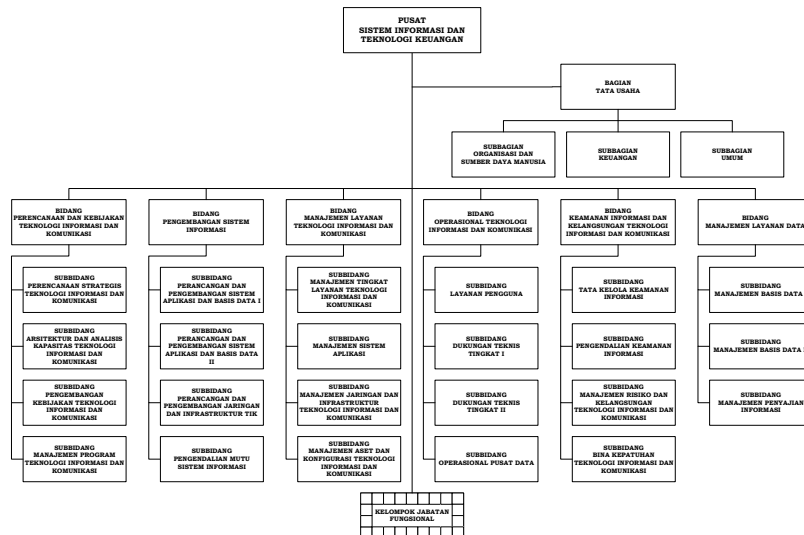 PUSAT
SISTEM INFORMASI DAN
TEKNOLOGI KEUANGAN
BAGIAN
TATA USAHA
SUBBAGIAN
ORGANISASI DAN
SUMBER DAYA MANUSIA
SUBBAGIAN
KEUANGAN
SUBBAGIAN
UMUM
BIDANG
PERENCANAAN DAN KEBIJAKAN
TEKNOLOGI INFORMASI DAN
KOMUNIKASI
BIDANG
PENGEMBANGAN SISTEM
INFORMASI
BIDANG
MANAJEMEN LAYANAN
TEKNOLOGI INFORMASI DAN
KOMUNIKASI
BIDANG
OPERASIONAL TEKNOLOGI
INFORMASI DAN KOMUNIKASI
BIDANG
KEAMANAN INFORMASI DAN
KELANGSUNGAN TEKNOLOGI
INFORMASI DAN KOMUNIKASI
BIDANG
MANAJEMEN LAYANAN DATA
SUBBIDANG
PERENCANAAN STRATEGIS
TEKNOLOGI INFORMASI DAN
KOMUNIKASI
SUBBIDANG
PERANCANGAN DAN
PENGEMBANGAN SISTEM
APLIKASI DAN BASIS DATA I
SUBBIDANG
MANAJEMEN TINGKAT
LAYANAN TEKNOLOGI
INFORMASI DAN
KOMUNIKASI
SUBBIDANG
LAYANAN PENGGUNA
SUBBIDANG
TATA KELOLA KEAMANAN
INFORMASI
SUBBIDANG
MANAJEMEN BASIS DATA
SUBBIDANG
ARSITEKTUR DAN ANALISIS
KAPASITAS TEKNOLOGI
INFORMASI DAN
KOMUNIKASI
SUBBIDANG
PERANCANGAN DAN
PENGEMBANGAN SISTEM
APLIKASI DAN BASIS DATA
II
SUBBIDANG
MANAJEMEN SISTEM
APLIKASI
SUBBIDANG
DUKUNGAN TEKNIS
TINGKAT I
SUBBIDANG
PENGENDALIAN KEAMANAN
INFORMASI
SUBBIDANG
MANAJEMEN BASIS DATA
SUBBIDANG
PENGEMBANGAN
KEBIJAKAN TEKNOLOGI
INFORMASI DAN
KOMUNIKASI
SUBBIDANG
PERANCANGAN DAN
PENGEMBANGAN JARINGAN
DAN INFRASTRUKTUR TIK
SUBBIDANG
MANAJEMEN JARINGAN DAN
INFRASTRUKTUR
TEKNOLOGI INFORMASI DAN
KOMUNIKASI
SUBBIDANG
DUKUNGAN TEKNIS
TINGKAT II
SUBBIDANG
MANAJEMEN RISIKO DAN
KELANGSUNGAN
TEKNOLOGI INFORMASI DAN
KOMUNIKASI
SUBBIDANG
MANAJEMEN PENYAJIAN
INFORMASI
SUBBIDANG
MANAJEMEN PROGRAM
TEKNOLOGI INFORMASI DAN
KOMUNIKASI
SUBBIDANG
PENGENDALIAN MUTU
SISTEM INFORMASI
SUBBIDANG
MANAJEMEN ASET DAN
KONFIGURASI TEKNOLOGI
INFORMASI DAN
KOMUNIKASI
SUBBIDANG
OPERASIONAL PUSAT DATA
SUBBIDANG
BINA KEPATUHAN
TEKNOLOGI INFORMASI DAN
KOMUNIKASI
KELOMPOK JABATAN
FUNGSIONAL